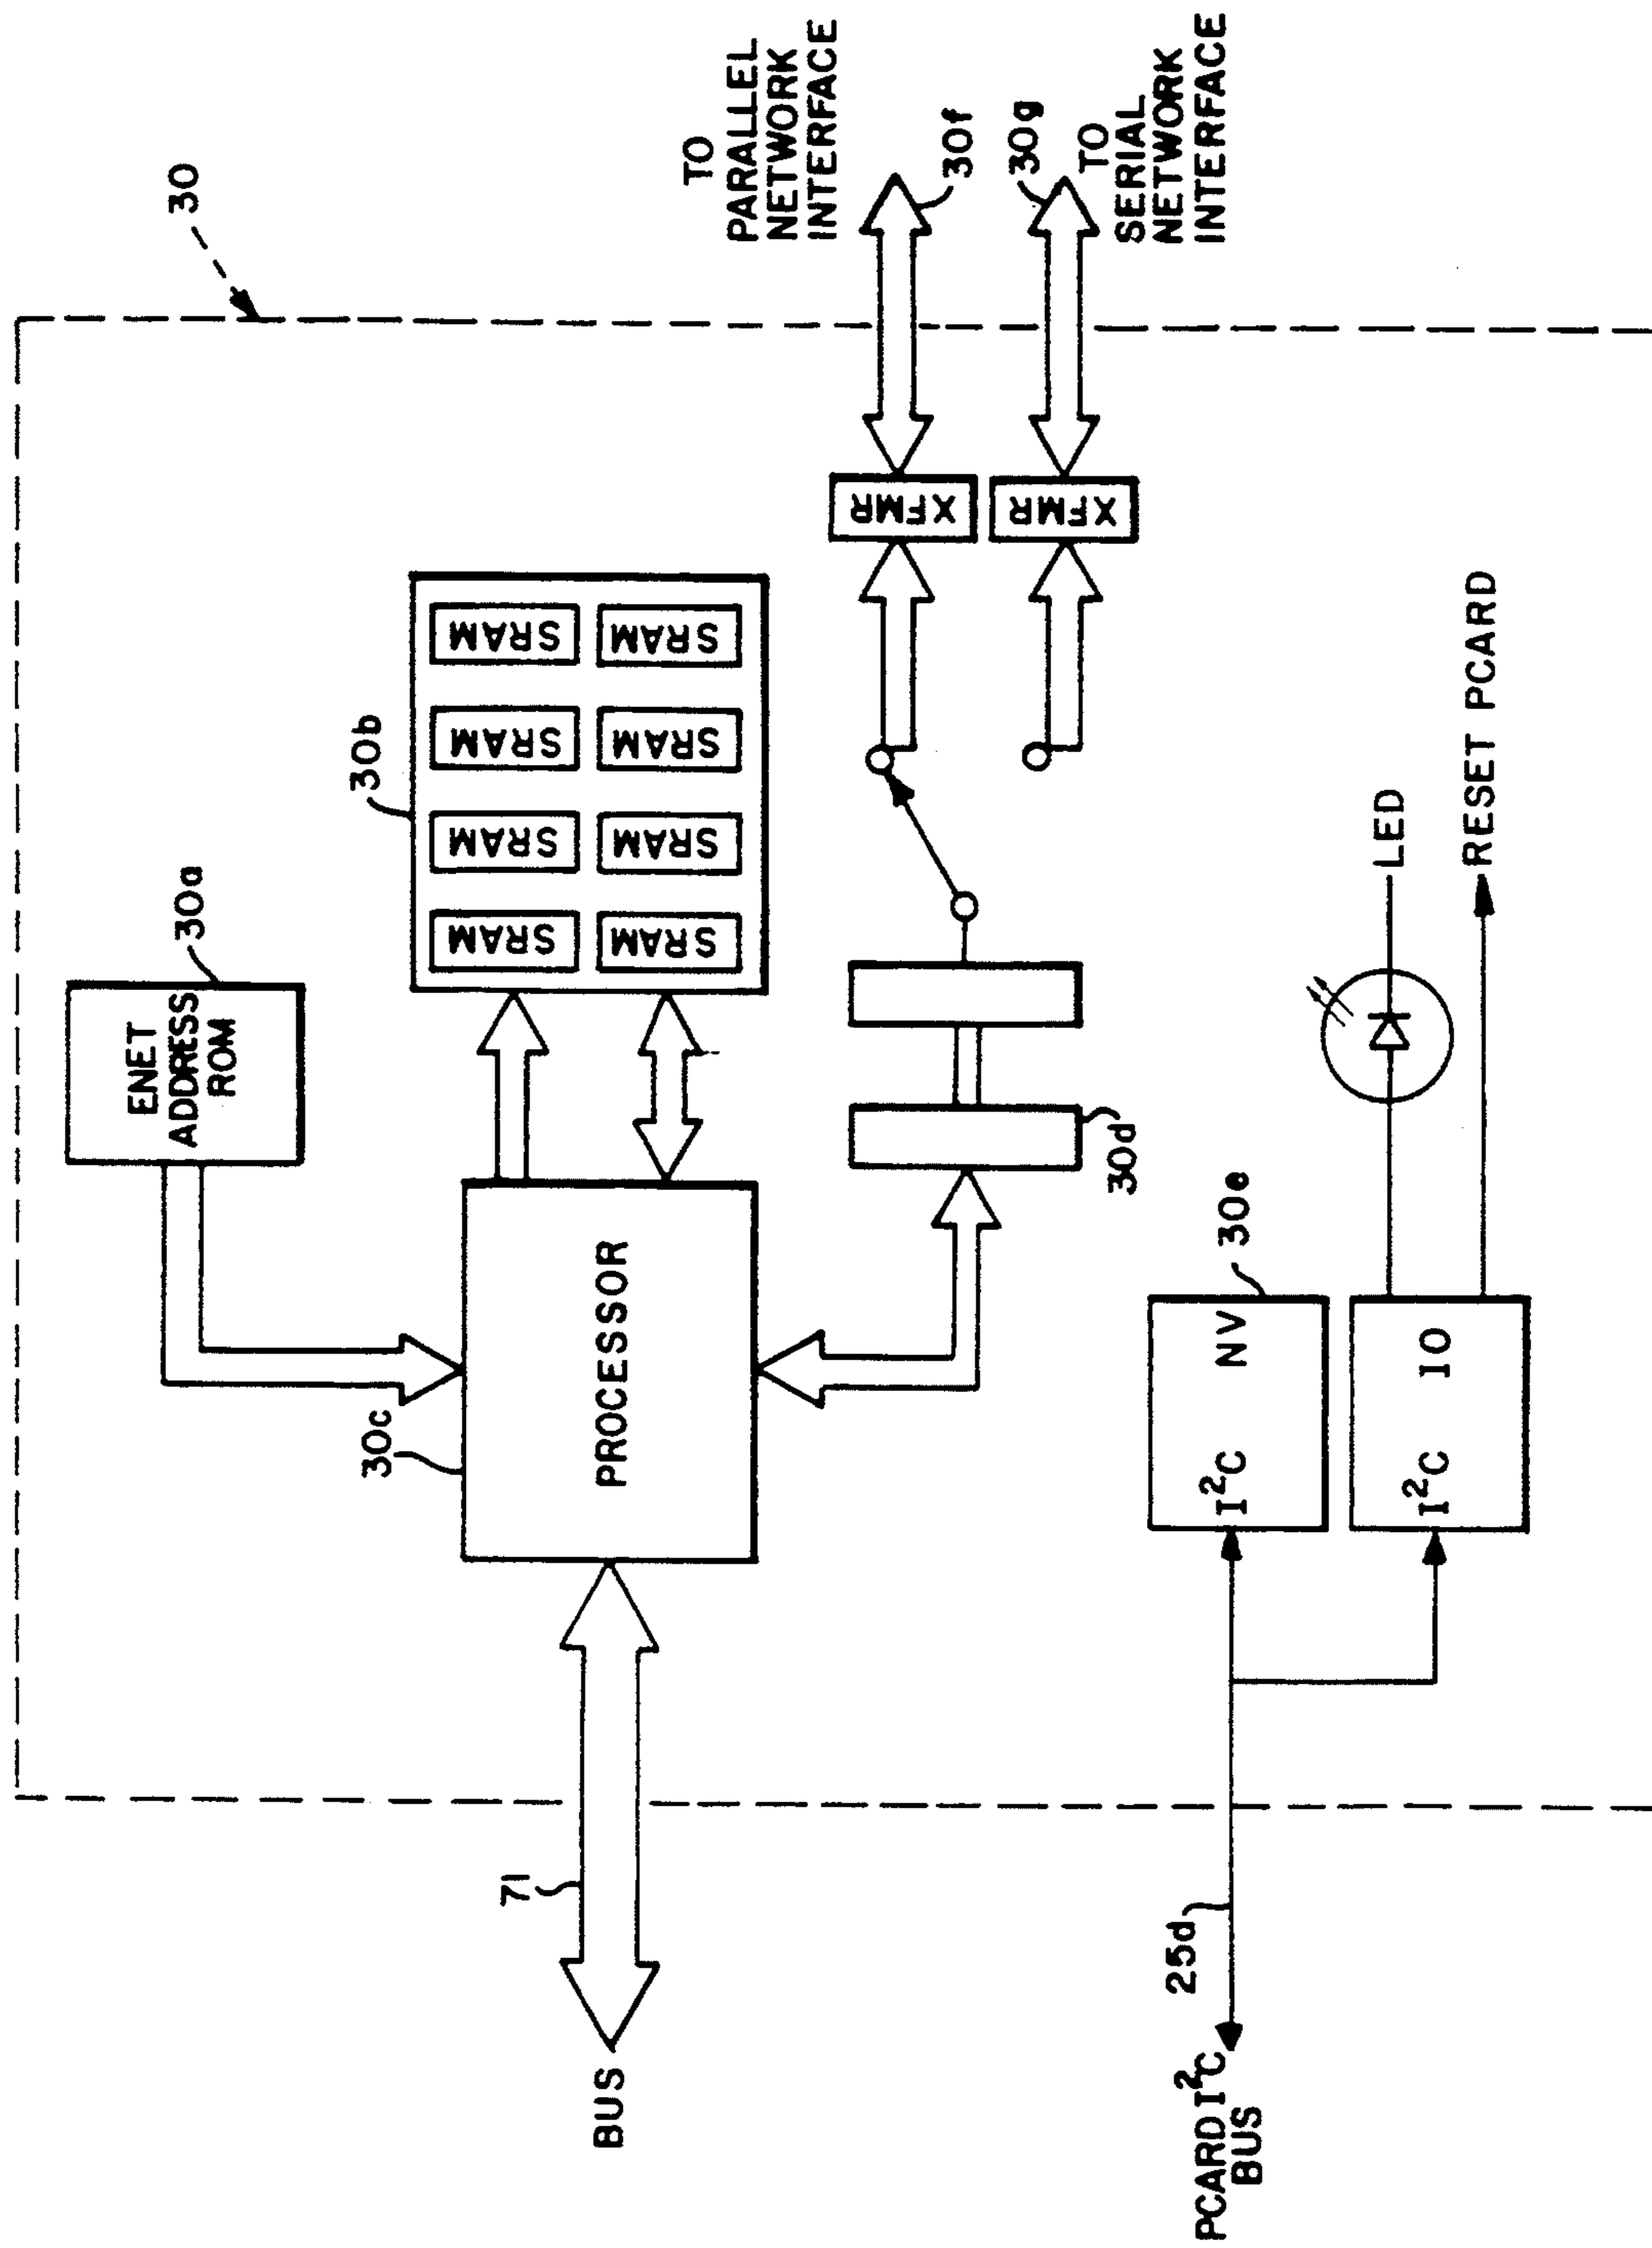 30
30a
ENET
ADDRESS
ROM
30b
SRAM
SRAM
SRAM
SRAM
SRAM
SRAM
SRAM
SRAM
30c
PROCESSOR
71
BUS
TO
PARALLEL
NETWORK
INTERFACE
30f
XFMR
XFMR
30g
TO
SERIAL
NETWORK
INTERFACE
30d
30e
I²C NV
I²C IO
LED
RESET PCARD
25d
PCARDI²C
BUS